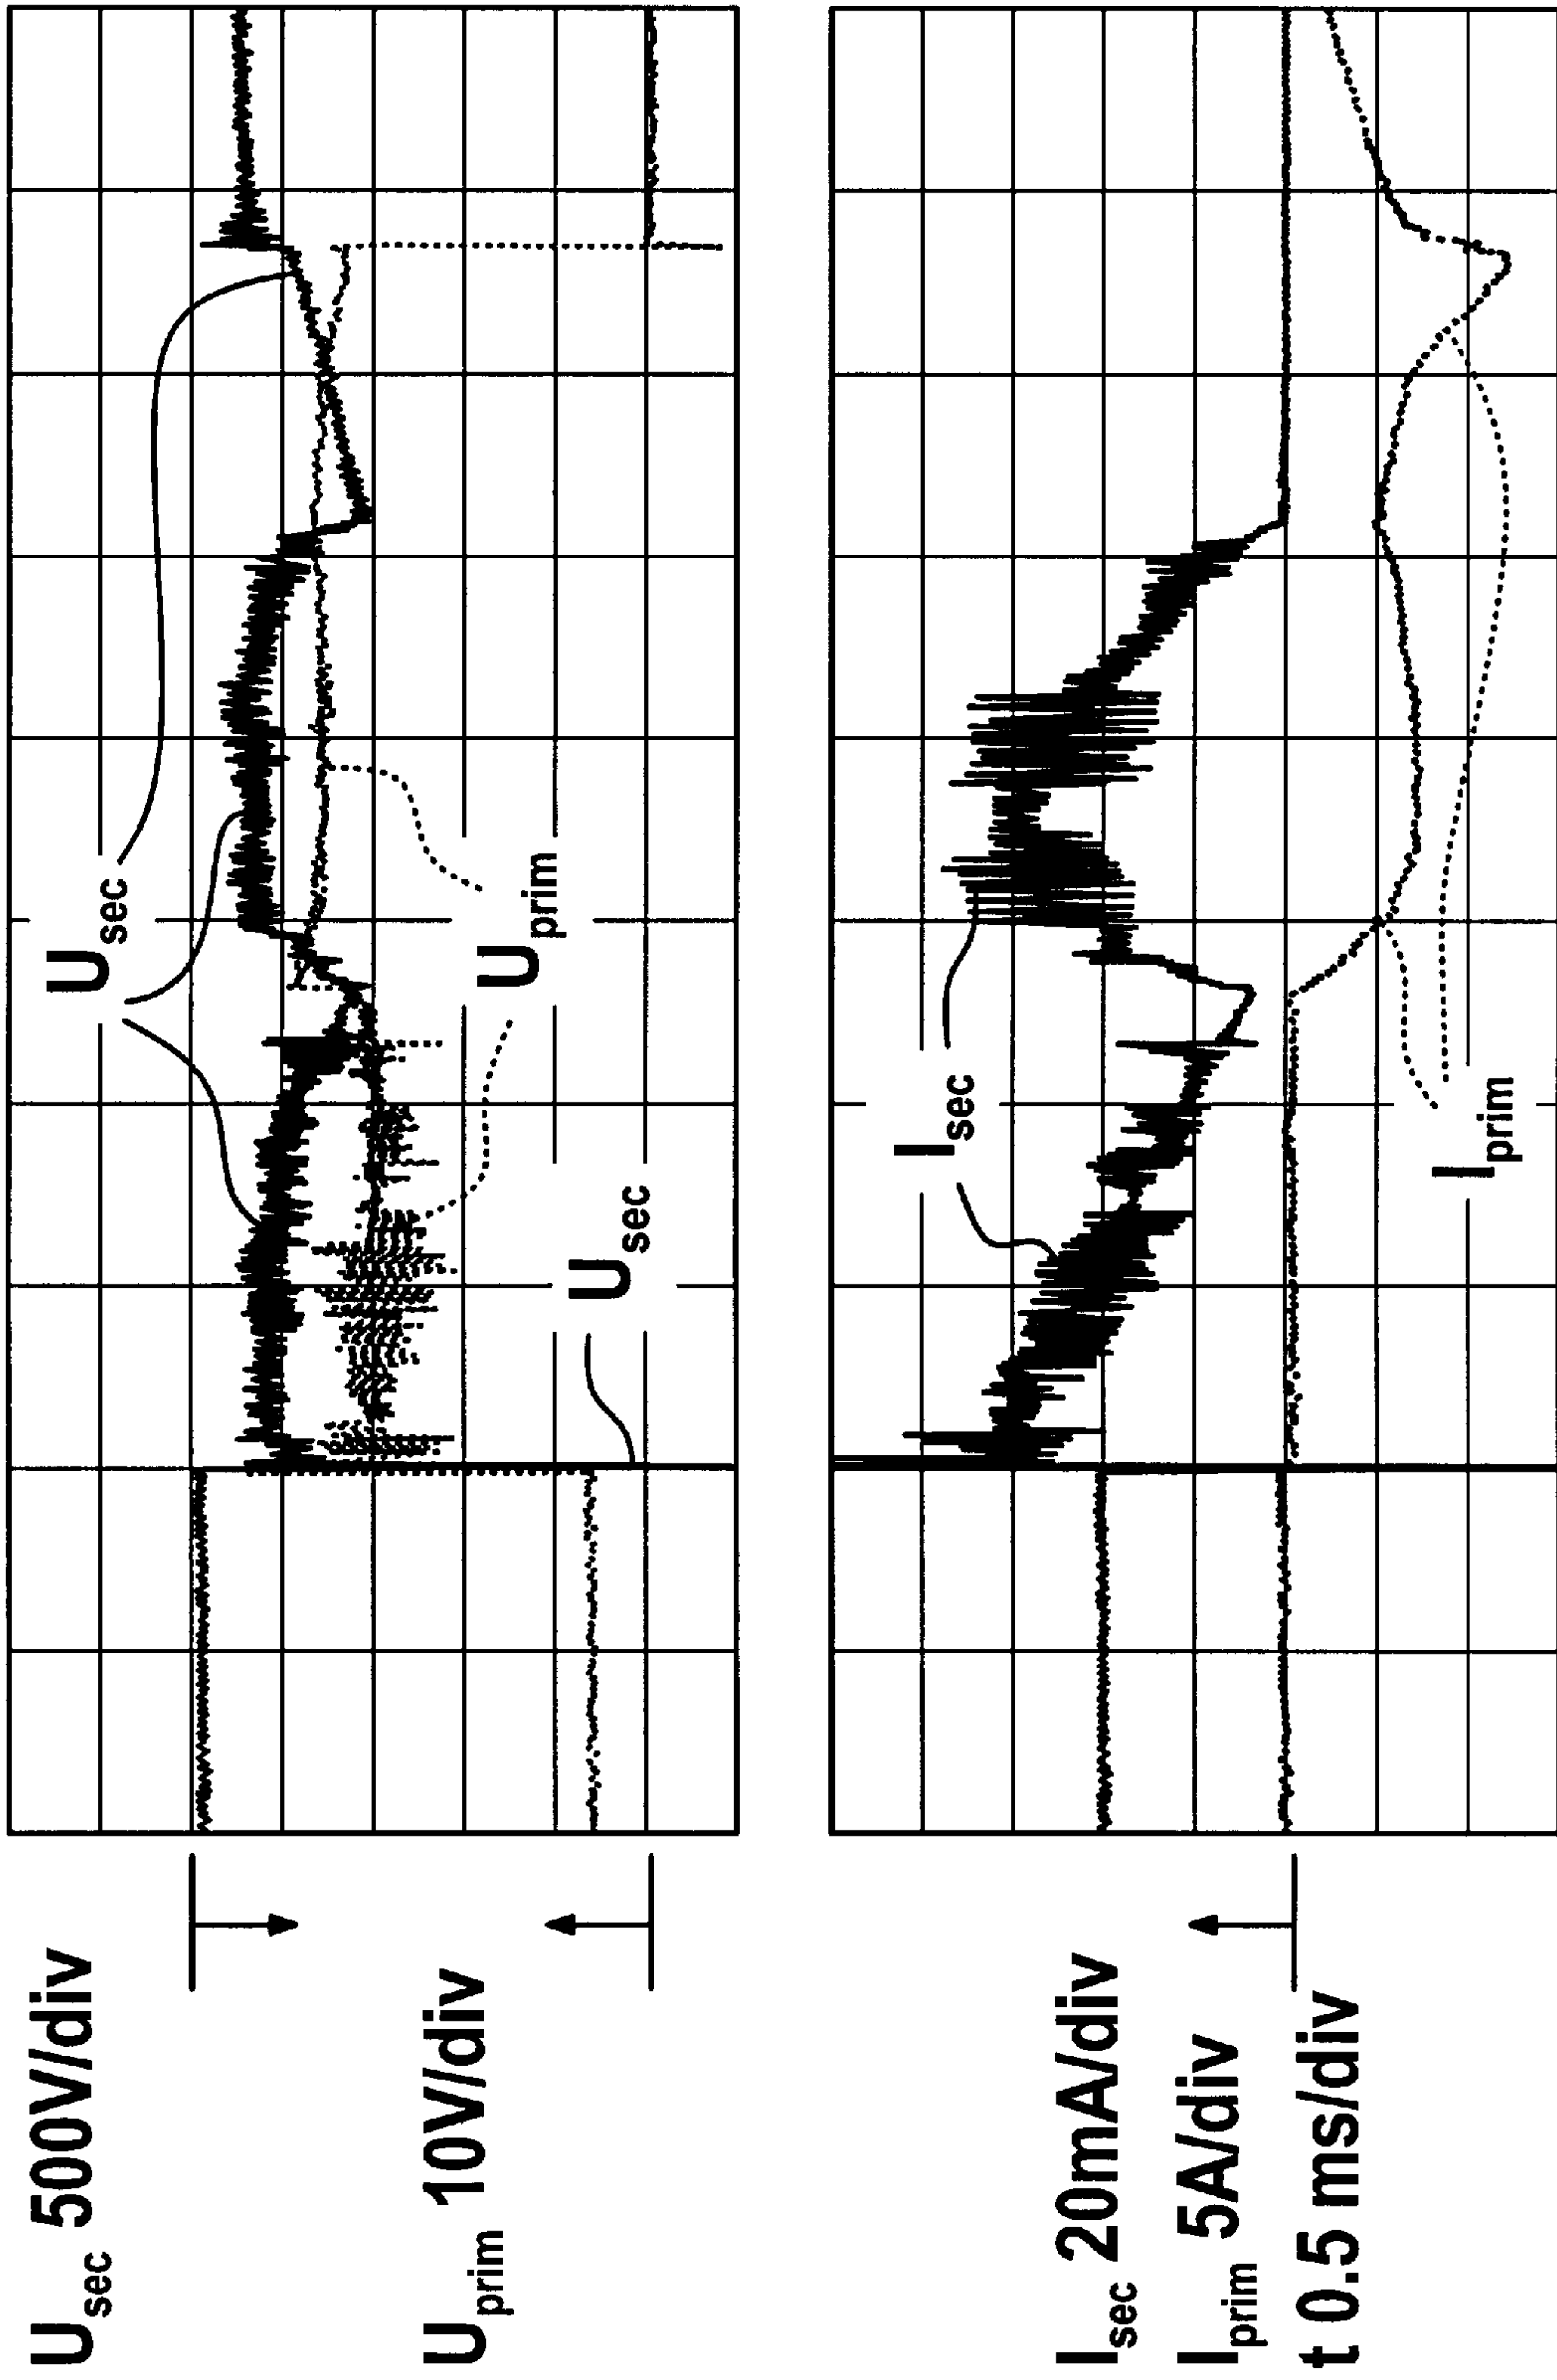 U_sec 500V/div
U_prim 10V/div
U_sec
U_prim
U_sec
I_sec 20mA/div
I_prim 5A/div
t 0.5 ms/div
I_sec
I_prim